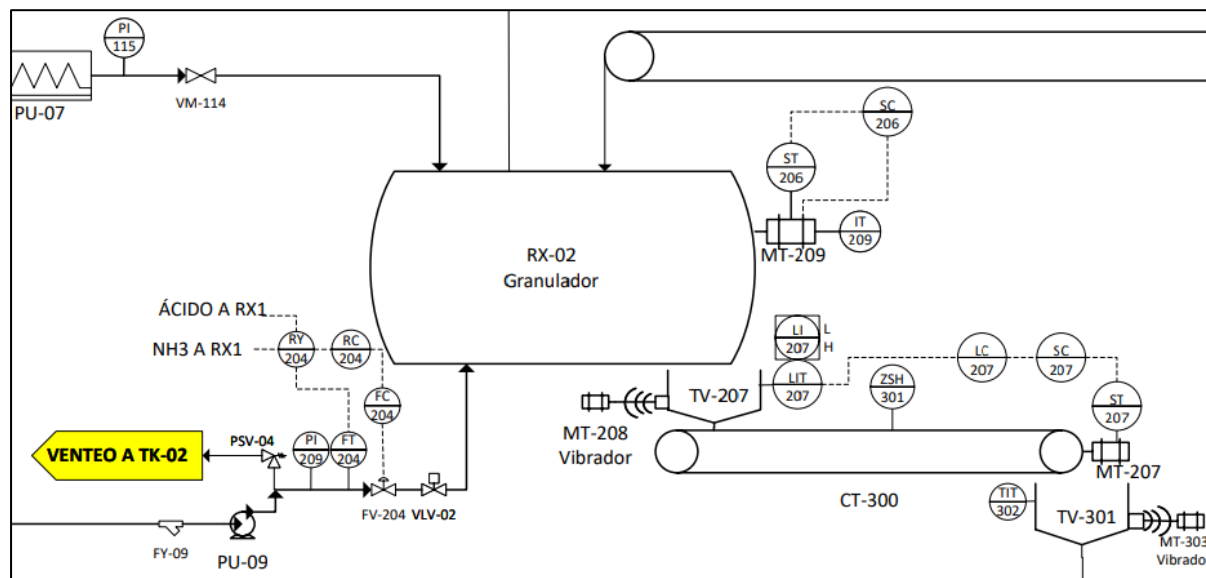 PI
115
PU-07
VM-114
SC
206
ST
206
IT
209
MT-209
RX-02
Granulador
ÁCIDO A RX1
NH3 A RX1
RY
204
RC
204
FC
204
LI
207
L
H
LIT
207
LC
207
SC
207
ST
207
TV-207
ZSH
301
MT-208
Vibrador
MT-207
CT-300
VENTEO A TK-02
PSV-04
PI
209
FT
204
FV-204
VLV-02
FY-09
PU-09
TIT
302
TV-301
MT-303
Vibrador